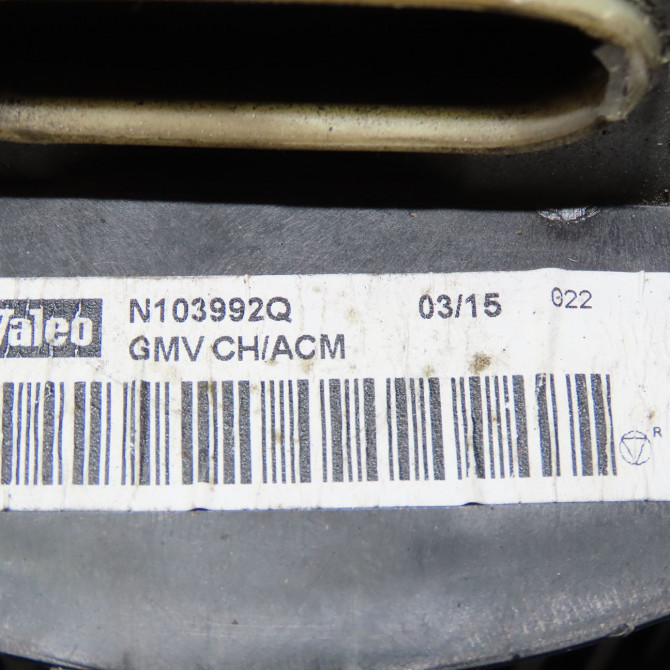 Valeo N103992Q 03/15 022
GMV CH/ACM
R